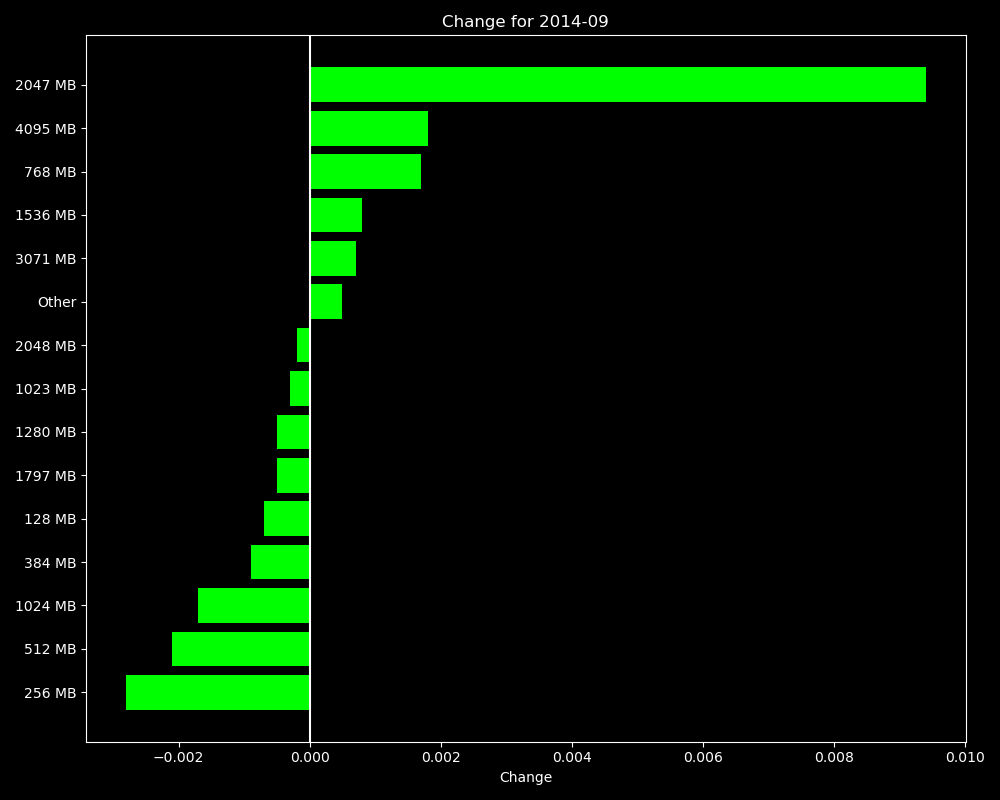 Change for 2014-09
2047 MB
4095 MB
768 MB
1536 MB
3071 MB
Other
2048 MB
1023 MB
1280 MB
1797 MB
128 MB
384 MB
1024 MB
512 MB
256 MB
−0.002 0.000 0.002 0.004 0.006 0.008 0.010
Change